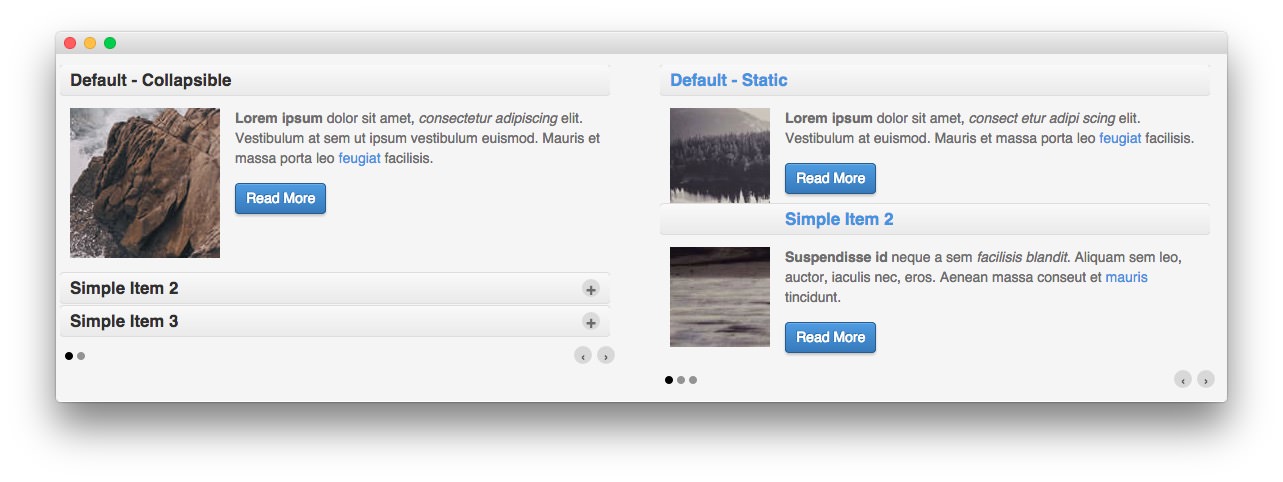 Default - Collapsible
Lorem ipsum dolor sit amet, consectetur adipiscing elit.
Vestibulum at sem ut ipsum vestibulum euismod. Mauris et
massa porta leo feugiat facilisis.
Read More
Simple Item 2
Simple Item 3
Default - Static
Lorem ipsum dolor sit amet, consect etur adipi scing elit.
Vestibulum at euismod. Mauris et massa porta leo feugiat facilisis.
Read More
Simple Item 2
Suspendisse id neque a sem facilisis blandit. Aliquam sem leo,
auctor, iaculis nec, eros. Aenean massa conseut et mauris
tincidunt.
Read More